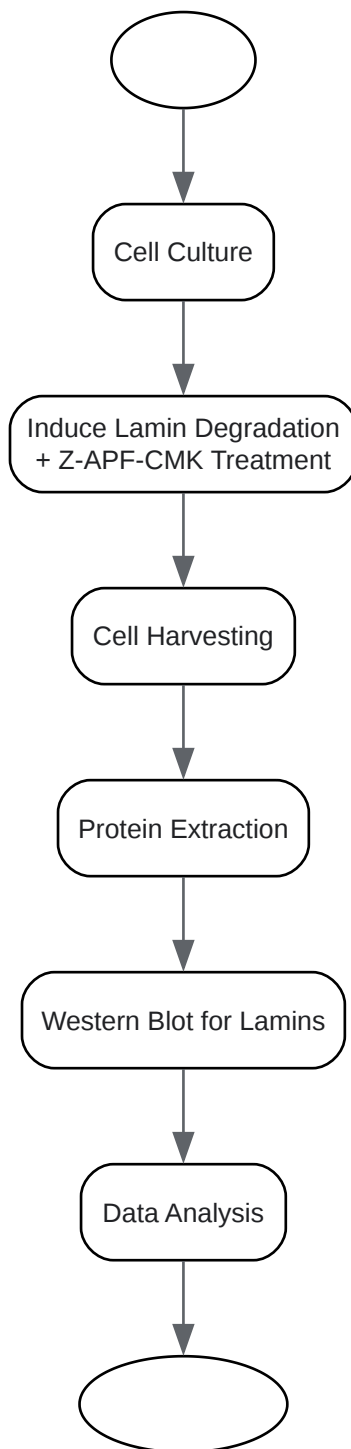 Cell Culture
Induce Lamin Degradation
+ Z-APF-CMK Treatment
Cell Harvesting
Protein Extraction
Western Blot for Lamins
Data Analysis